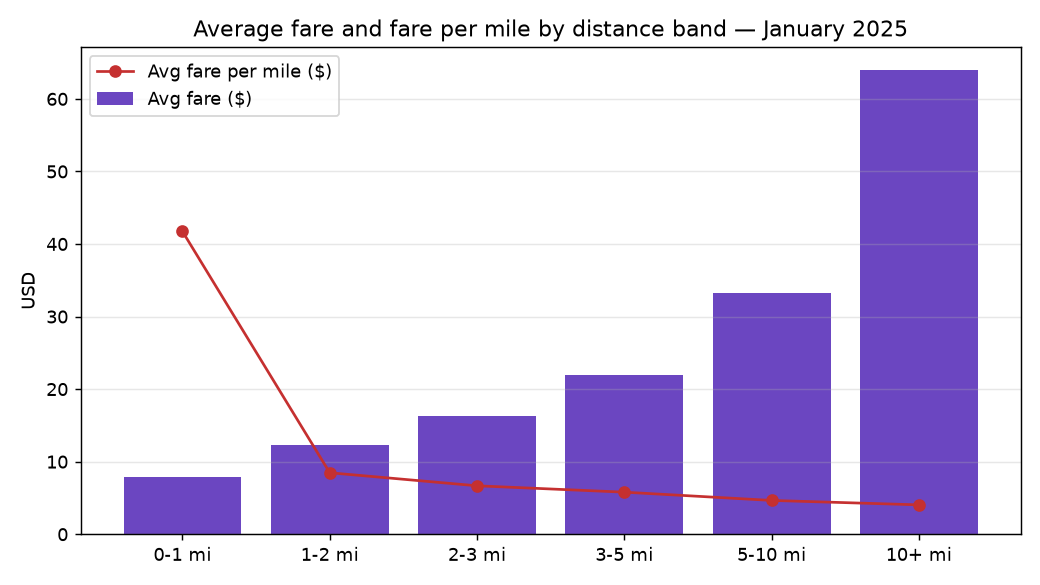 Average fare and fare per mile by distance band — January 2025
Avg fare per mile ($)
Avg fare ($)
USD
60
50
40
30
20
10
0
0-1 mi
1-2 mi
2-3 mi
3-5 mi
5-10 mi
10+ mi